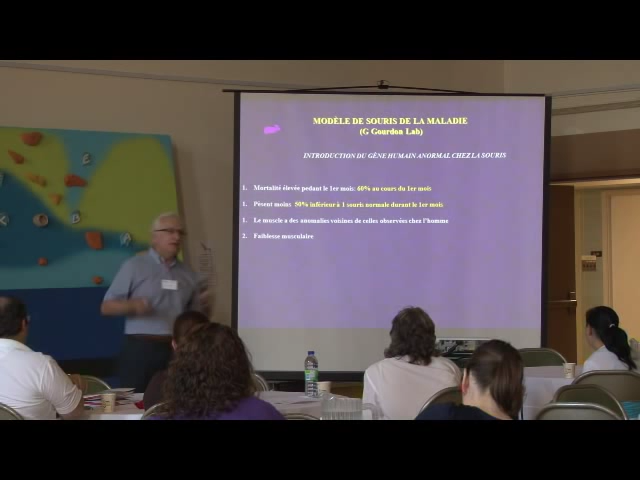 MODÈLE DE SOURIS DE LA MALADIE
(G Gourdon Lab)
INTRODUCTION DU GÈNE HUMAIN ANORMAL CHEZ LA SOURIS
1. Mortalité élevée pedant le 1er mois: 60% au cours du 1er mois
1. Pèsent moins 50% inférieur à 1 souris normale durant le 1er mois
1. Le muscle a des anomalies voisines de celles observées chez l'homme
2. Faiblesse musculaire